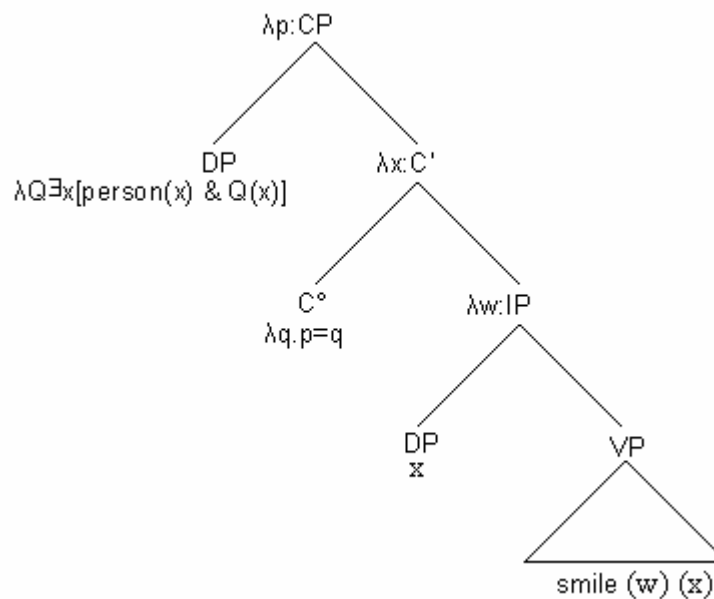 λp:CP
DP
λx:C'
λQ∃x[person(x) & Q(x)]
C°
λw:IP
λq.p=q
DP
VP
x
smile (w) (x)